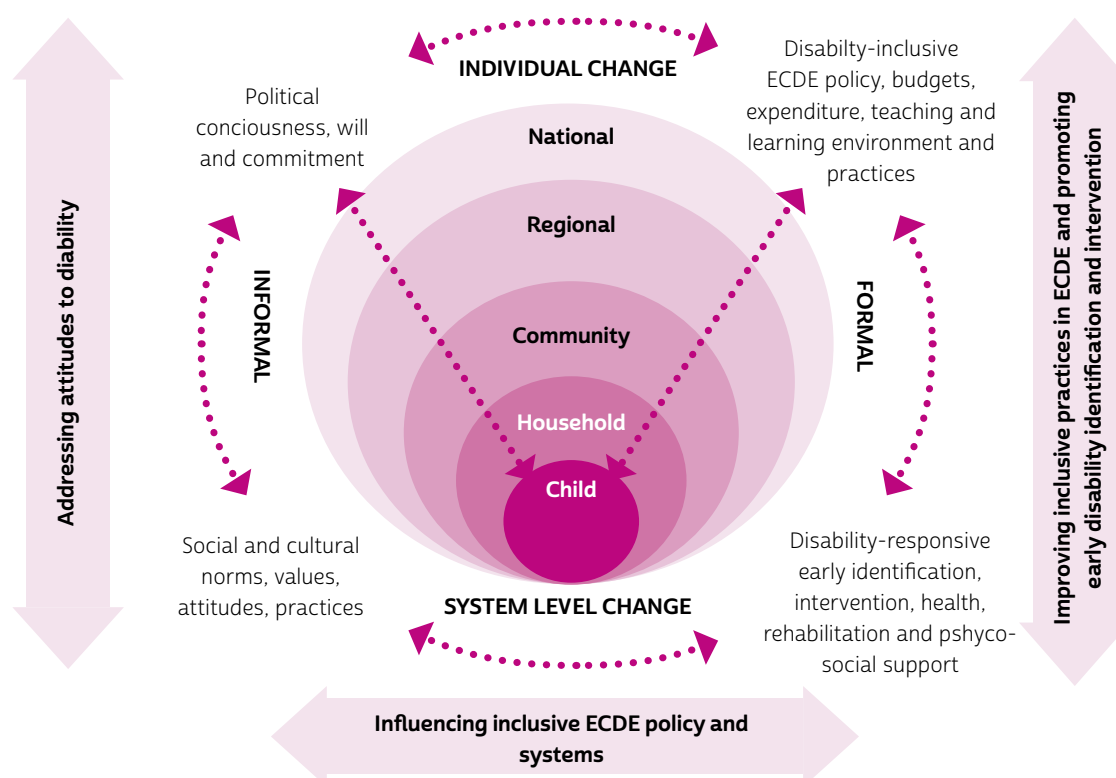 INDIVIDUAL CHANGE
Political
conciousness, will
and commitment
Disabilty-inclusive
ECDE policy, budgets,
expenditure, teaching and
learning environment and
practices
National
Regional
Community
Household
Child
INFORMAL
FORMAL
Addressing attitudes to diability
Improving inclusive practices in ECDE and promoting
early disability identification and intervention
Social and cultural
norms, values,
attitudes, practices
Disability-responsive
early identification,
intervention, health,
rehabilitation and pshyco-
social support
SYSTEM LEVEL CHANGE
Influencing inclusive ECDE policy and
systems